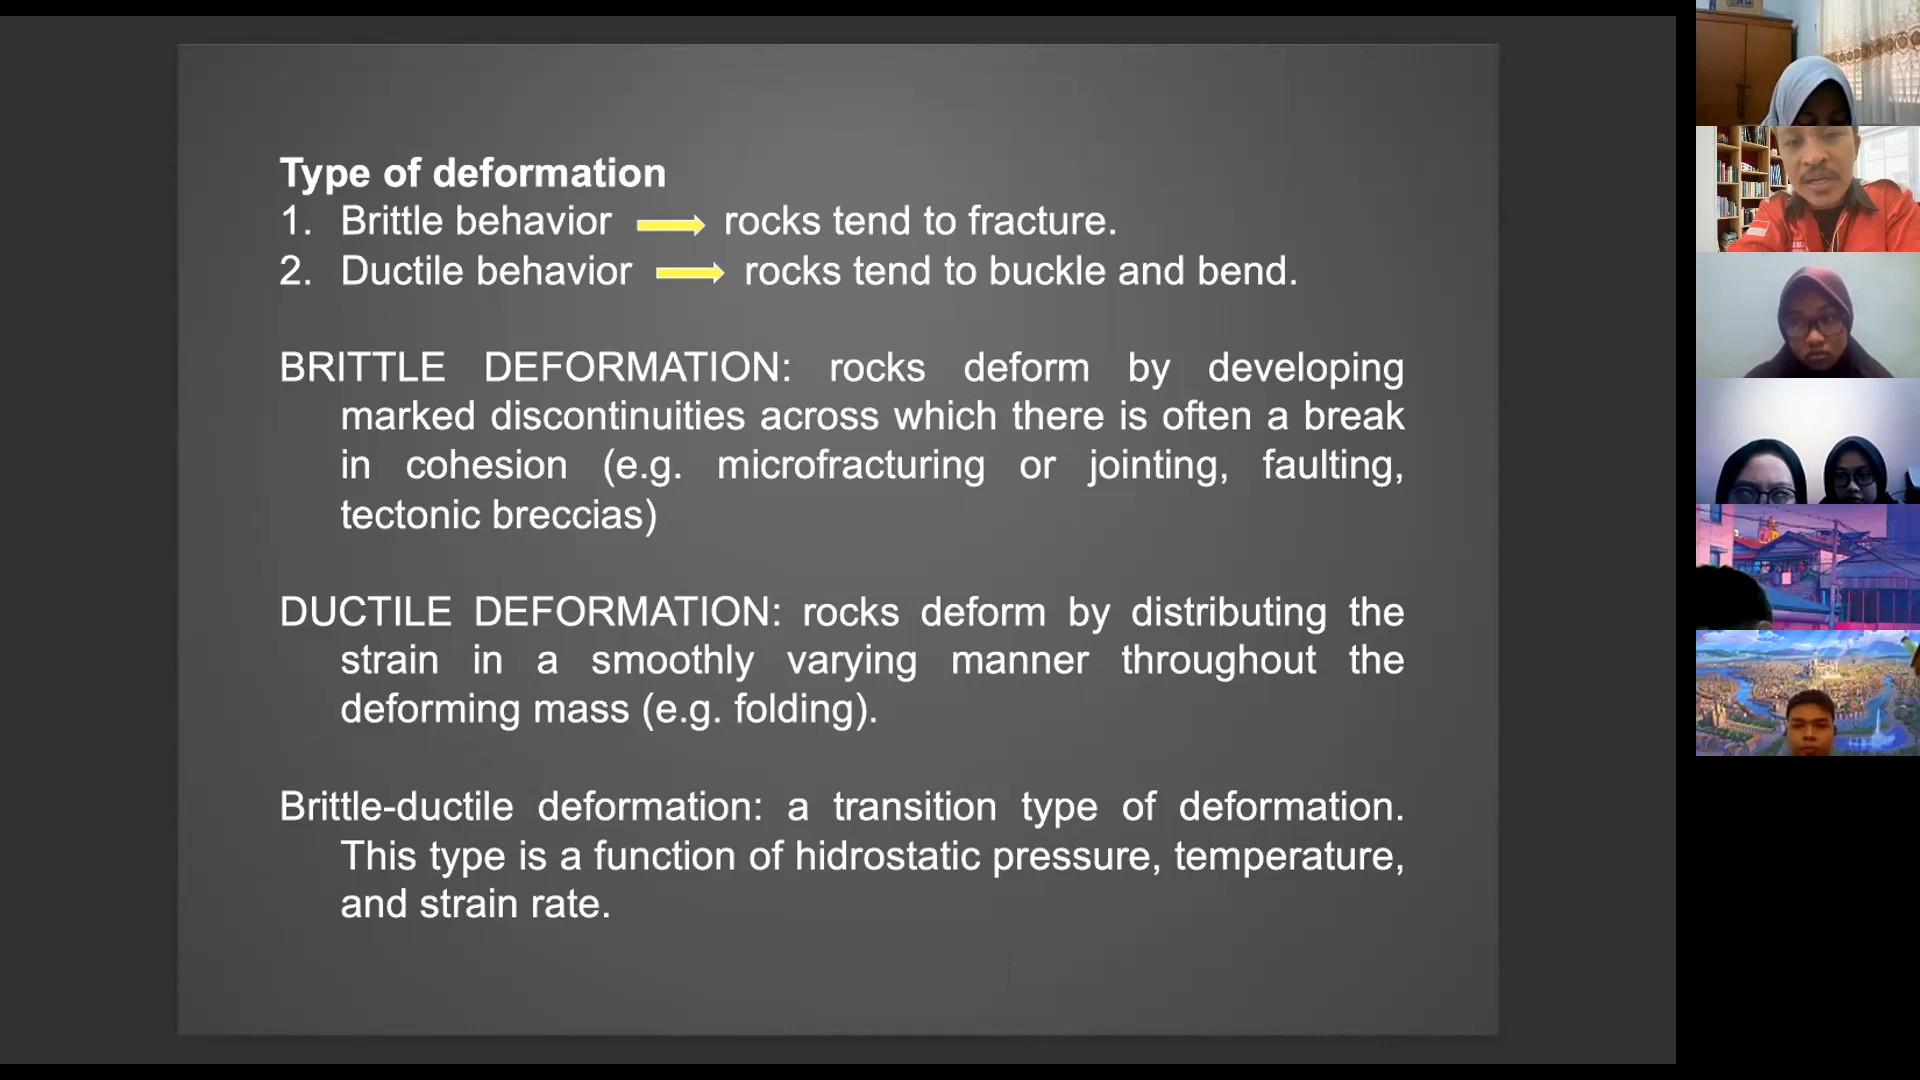 Type of deformation
1. Brittle behavior rocks tend to fracture.
2. Ductile behavior rocks tend to buckle and bend.
BRITTLE DEFORMATION: rocks deform by developing
marked discontinuities across which there is often a break
in cohesion (e.g. microfracturing or jointing, faulting,
tectonic breccias)
DUCTILE DEFORMATION: rocks deform by distributing the
strain in a smoothly varying manner throughout the
deforming mass (e.g. folding).
Brittle-ductile deformation: a transition type of deformation.
This type is a function of hidrostatic pressure, temperature,
and strain rate.